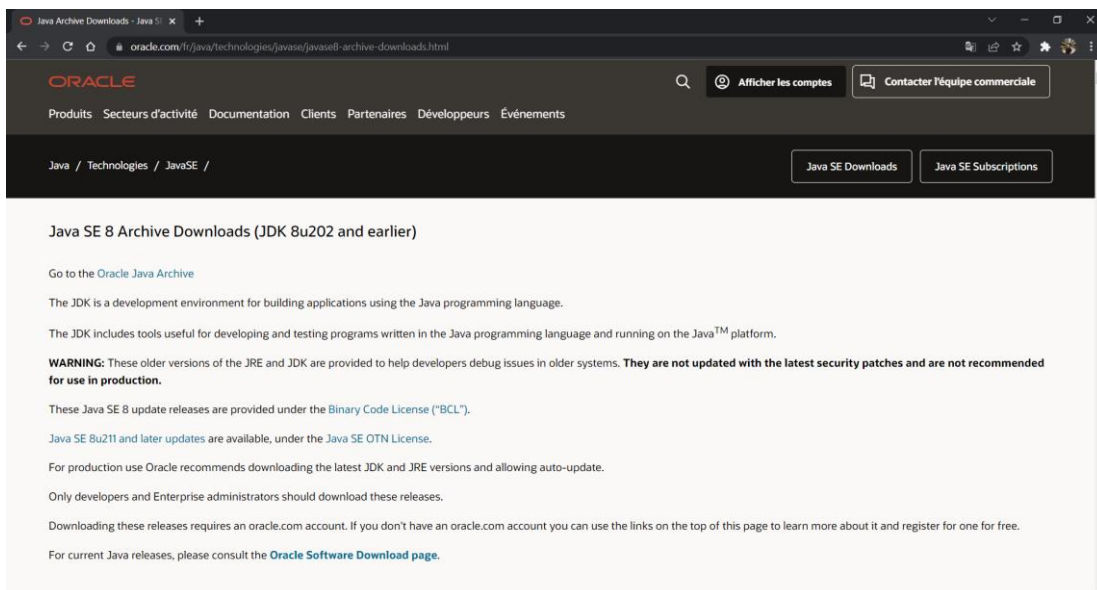 Java Archive Downloads - Java S
oracle.com/fr/java/technologies/javase/javase8-archive-downloads.html
ORACLE
Afficher les comptes
Contacter l'équipe commerciale
Produits Secteurs d'activité Documentation Clients Partenaires Développeurs Événements
Java / Technologies / JavaSE /
Java SE Downloads
Java SE Subscriptions
Java SE 8 Archive Downloads (JDK 8u202 and earlier)
Go to the Oracle Java Archive
The JDK is a development environment for building applications using the Java programming language.
The JDK includes tools useful for developing and testing programs written in the Java programming language and running on the Java™ platform.
WARNING: These older versions of the JRE and JDK are provided to help developers debug issues in older systems. They are not updated with the latest security patches and are not recommended
for use in production.
These Java SE 8 update releases are provided under the Binary Code License (“BCL”).
Java SE 8u211 and later updates are available, under the Java SE OTN License.
For production use Oracle recommends downloading the latest JDK and JRE versions and allowing auto-update.
Only developers and Enterprise administrators should download these releases.
Downloading these releases requires an oracle.com account. If you don't have an oracle.com account you can use the links on the top of this page to learn more about it and register for one for free.
For current Java releases, please consult the Oracle Software Download page.